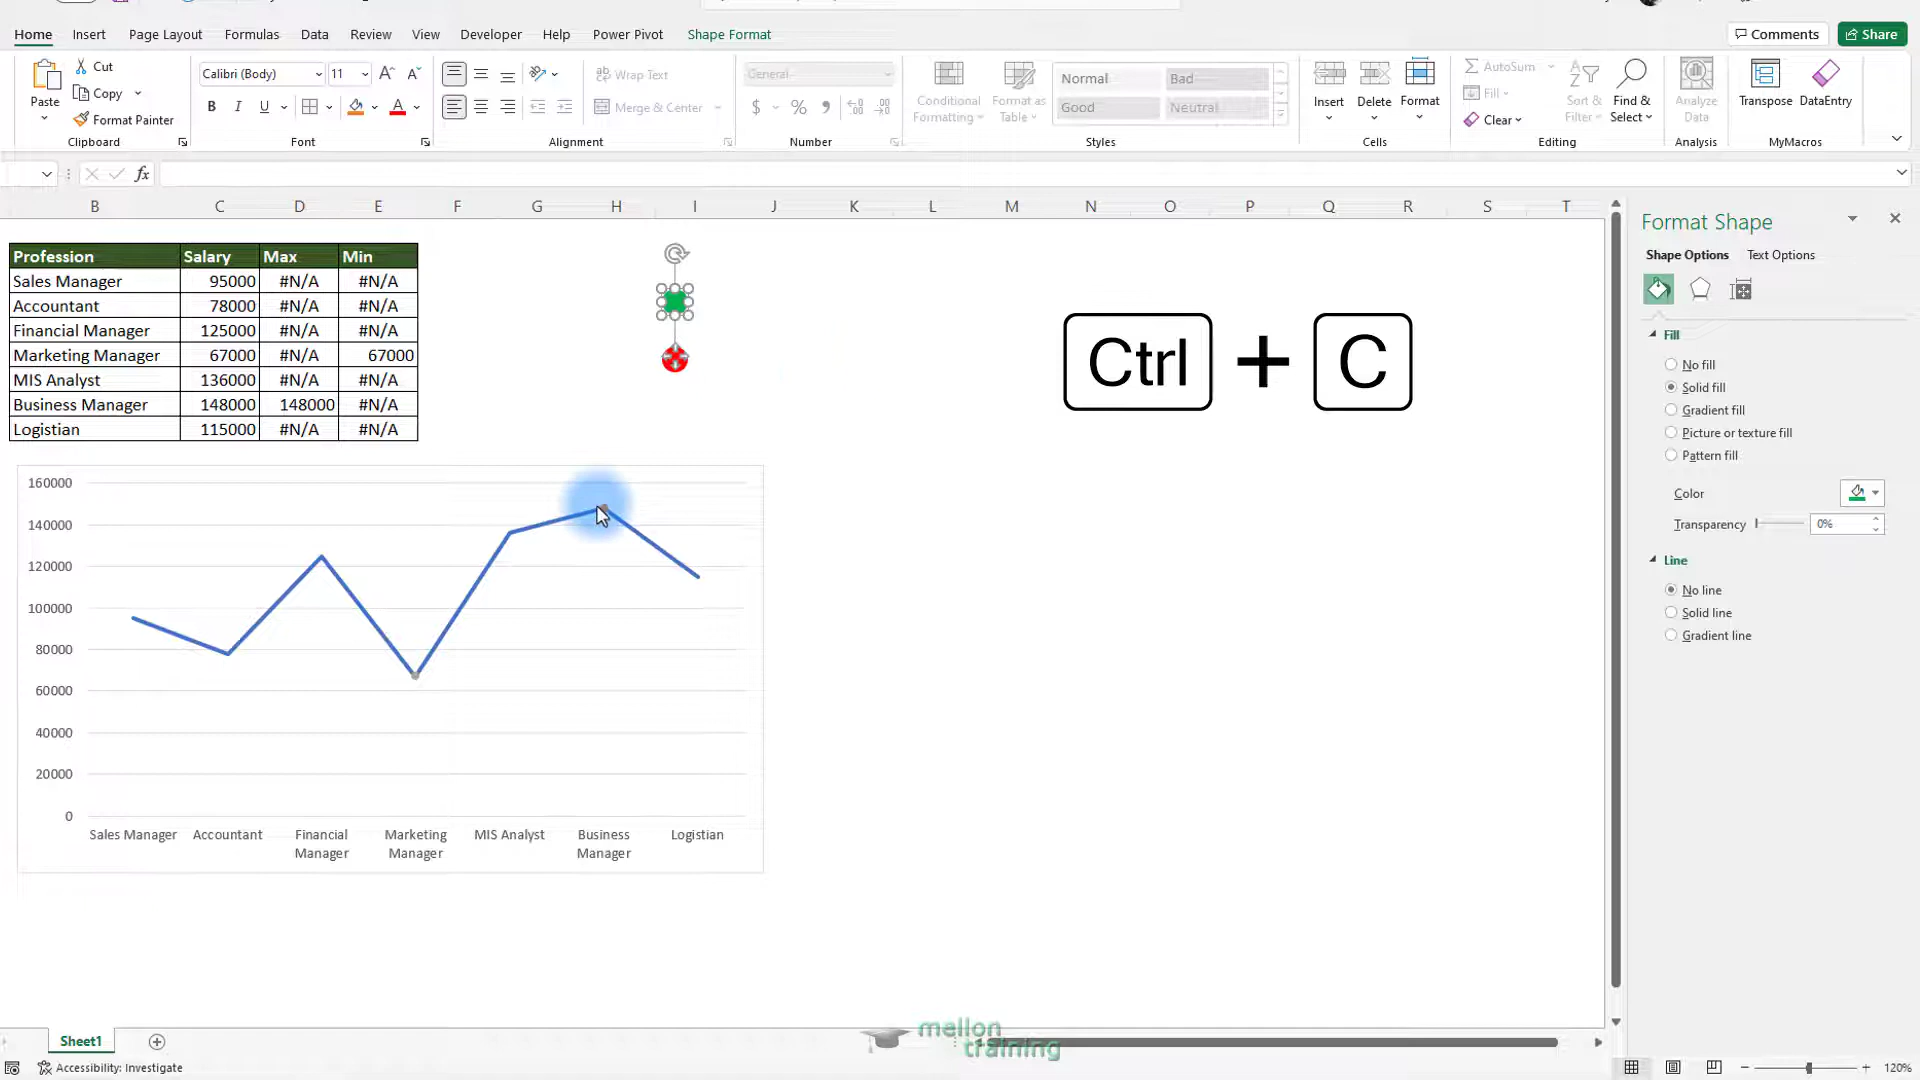 Home Insert Page Layout Formulas Data Review View Developer Help Power Pivot Shape Format Comments Share
Cut
Copy
Format Painter
Paste
Clipboard
Calibri (Body) 11 A A
B I U A
Font
Wrap Text
Merge & Center
Alignment
General
$ % ,
Number
Conditional
Formatting
Format as
Table
Normal Bad
Good Neutral
Styles
Insert Delete Format
Cells
AutoSum
Fill
Clear
Sort &
Filter
Find &
Select
Editing
Analyze
Data
Analysis
Transpose DataEntry
MyMacros
fx
B C D E F G H I J K L M N O P Q R S T
Profession Salary Max Min
Sales Manager 95000 #N/A #N/A
Accountant 78000 #N/A #N/A
Financial Manager 125000 #N/A #N/A
Marketing Manager 67000 #N/A 67000
MIS Analyst 136000 #N/A #N/A
Business Manager 148000 148000 #N/A
Logistian 115000 #N/A #N/A
Ctrl + C
160000
140000
120000
100000
80000
60000
40000
20000
0
Sales Manager Accountant Financial Manager Marketing Manager MIS Analyst Business Manager Logistian
Format Shape
Shape Options Text Options
Fill
No fill
Solid fill
Gradient fill
Picture or texture fill
Pattern fill
Color
Transparency 0%
Line
No line
Solid line
Gradient line
mellon
training
Sheet1
Accessibility: Investigate
120%